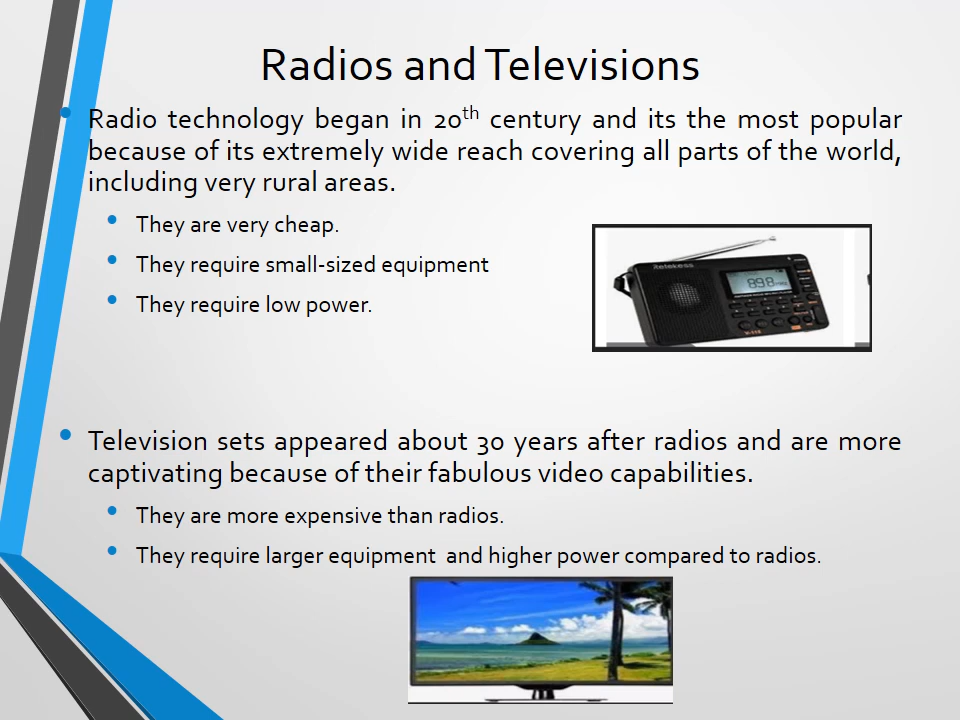 Radios and Televisions
• Radio technology began in 20th century and its the most popular
because of its extremely wide reach covering all parts of the world,
including very rural areas.
• They are very cheap.
• They require small-sized equipment
• They require low power.
itelekess
898
• Television sets appeared about 30 years after radios and are more
captivating because of their fabulous video capabilities.
• They are more expensive than radios.
• They require larger equipment and higher power compared to radios.